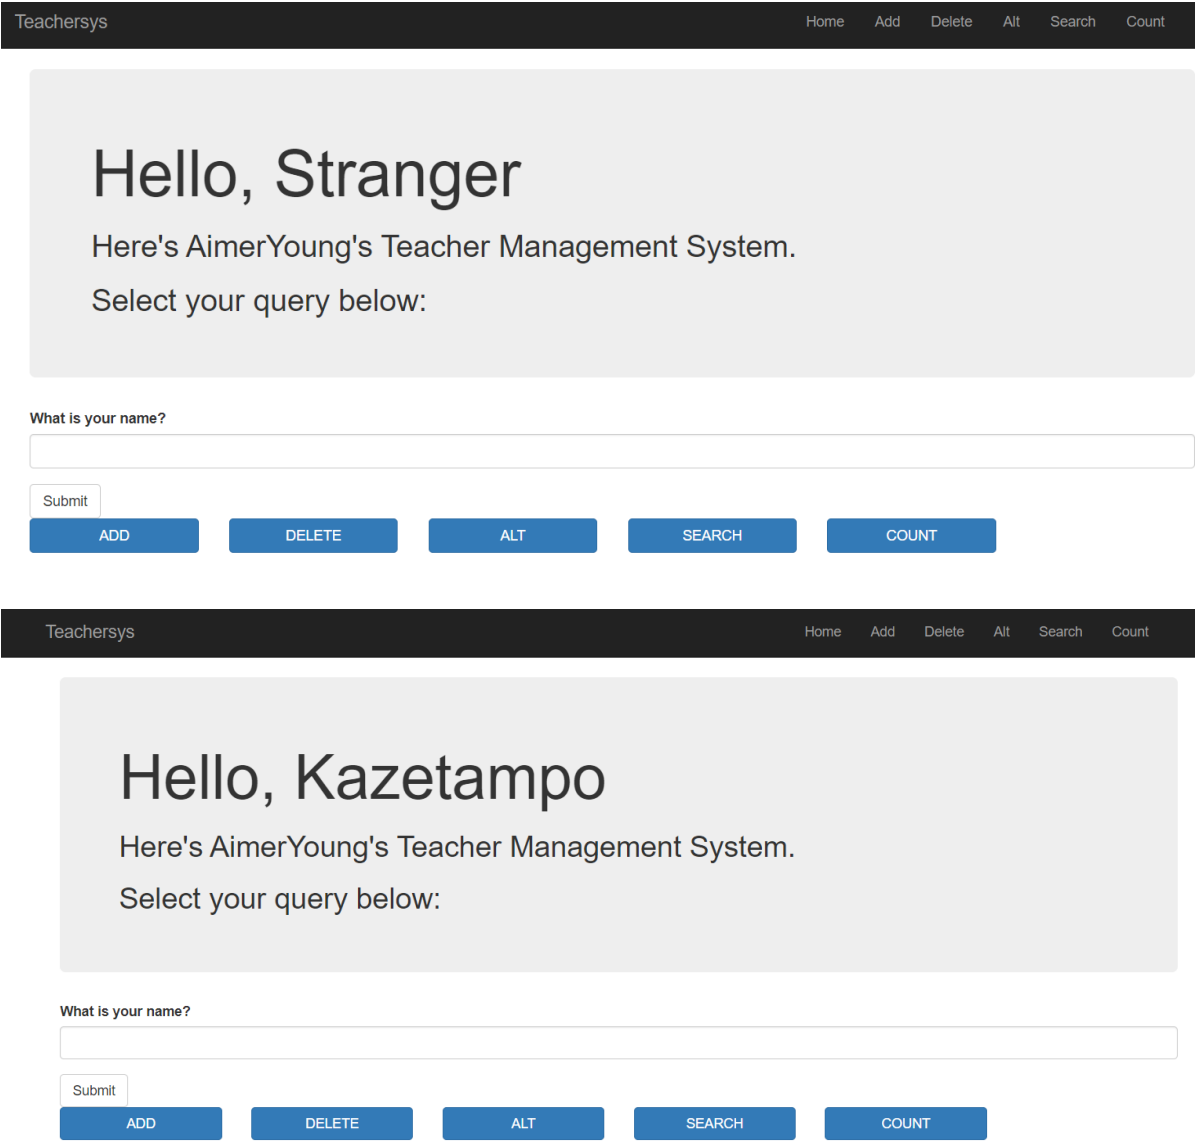 Teachersys Home Add Delete Alt Search Count
Hello, Stranger
Here's AimerYoung's Teacher Management System.
Select your query below:
What is your name?
Submit
ADD DELETE ALT SEARCH COUNT
Teachersys Home Add Delete Alt Search Count
Hello, Kazetampo
Here's AimerYoung's Teacher Management System.
Select your query below:
What is your name?
Submit
ADD DELETE ALT SEARCH COUNT